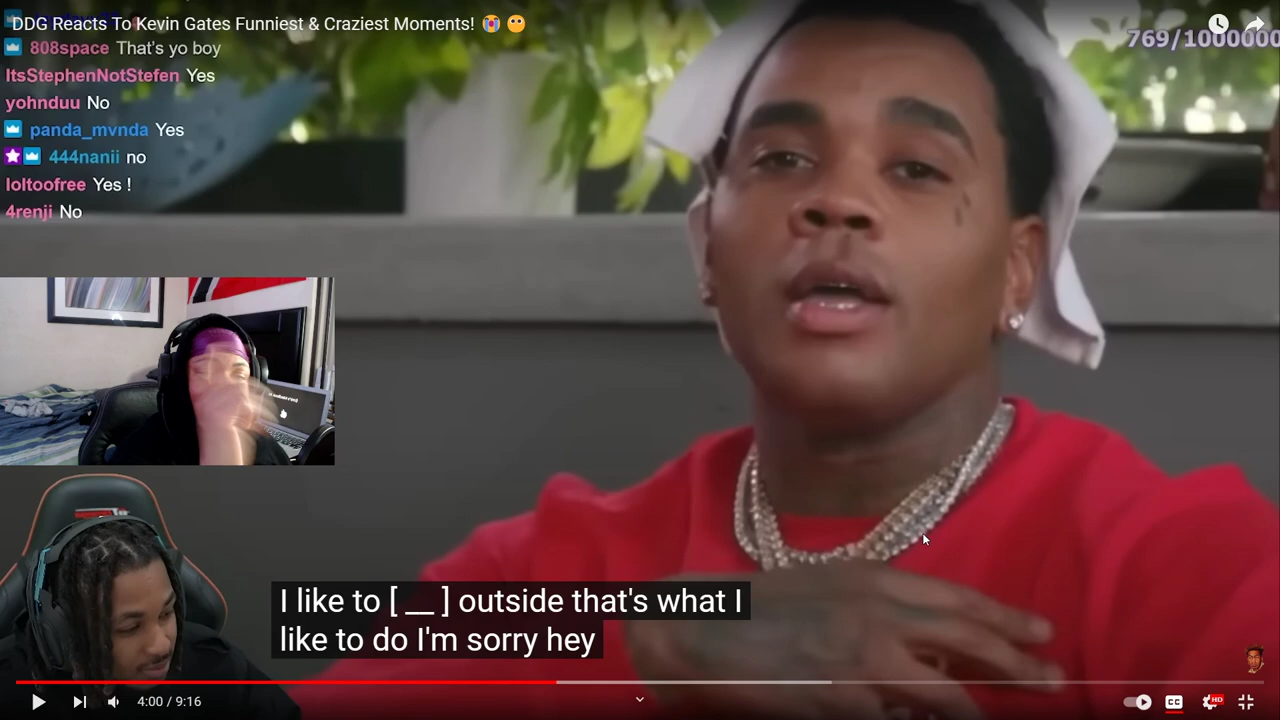 DDG Reacts To Kevin Gates Funniest & Craziest Moments! 😭 😶
769/1000000
808space That's yo boy
ItsStephenNotStefen Yes
yohnduu No
panda_mvnda Yes
444nanii no
loltoofree Yes !
4renji No
I like to [ __ ] outside that's what I
like to do I'm sorry hey
4:00 / 9:16
CC
HD